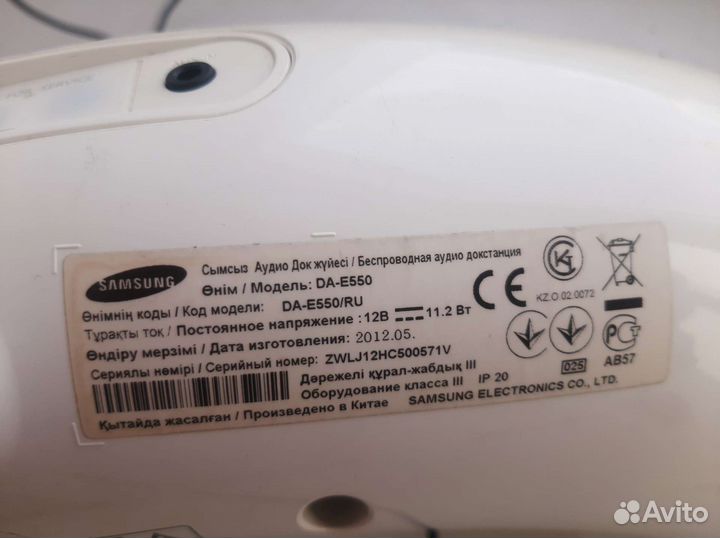 SAMSUNG
Сымсыз Аудио Док жүйесі / Беспроводная аудио докстанция
Өнім / Модель: DA-E550
Өнімнің коды / Код модели: DA-E550/RU
Тұрақты ток / Постоянное напряжение : 12В 11.2 Вт
Өндіру мерзімі / Дата изготовления: 2012.05.
Сериялы нөмірі / Серийный номер: ZWLJ12HC500571V
Дәрежелі құрал-жабдық III
Оборудование класса III IP 20
Қытайда жасалған / Произведено в Китае SAMSUNG ELECTRONICS CO., LTD.
CE
KZ.O.02.0072
025
АВ57
Avito